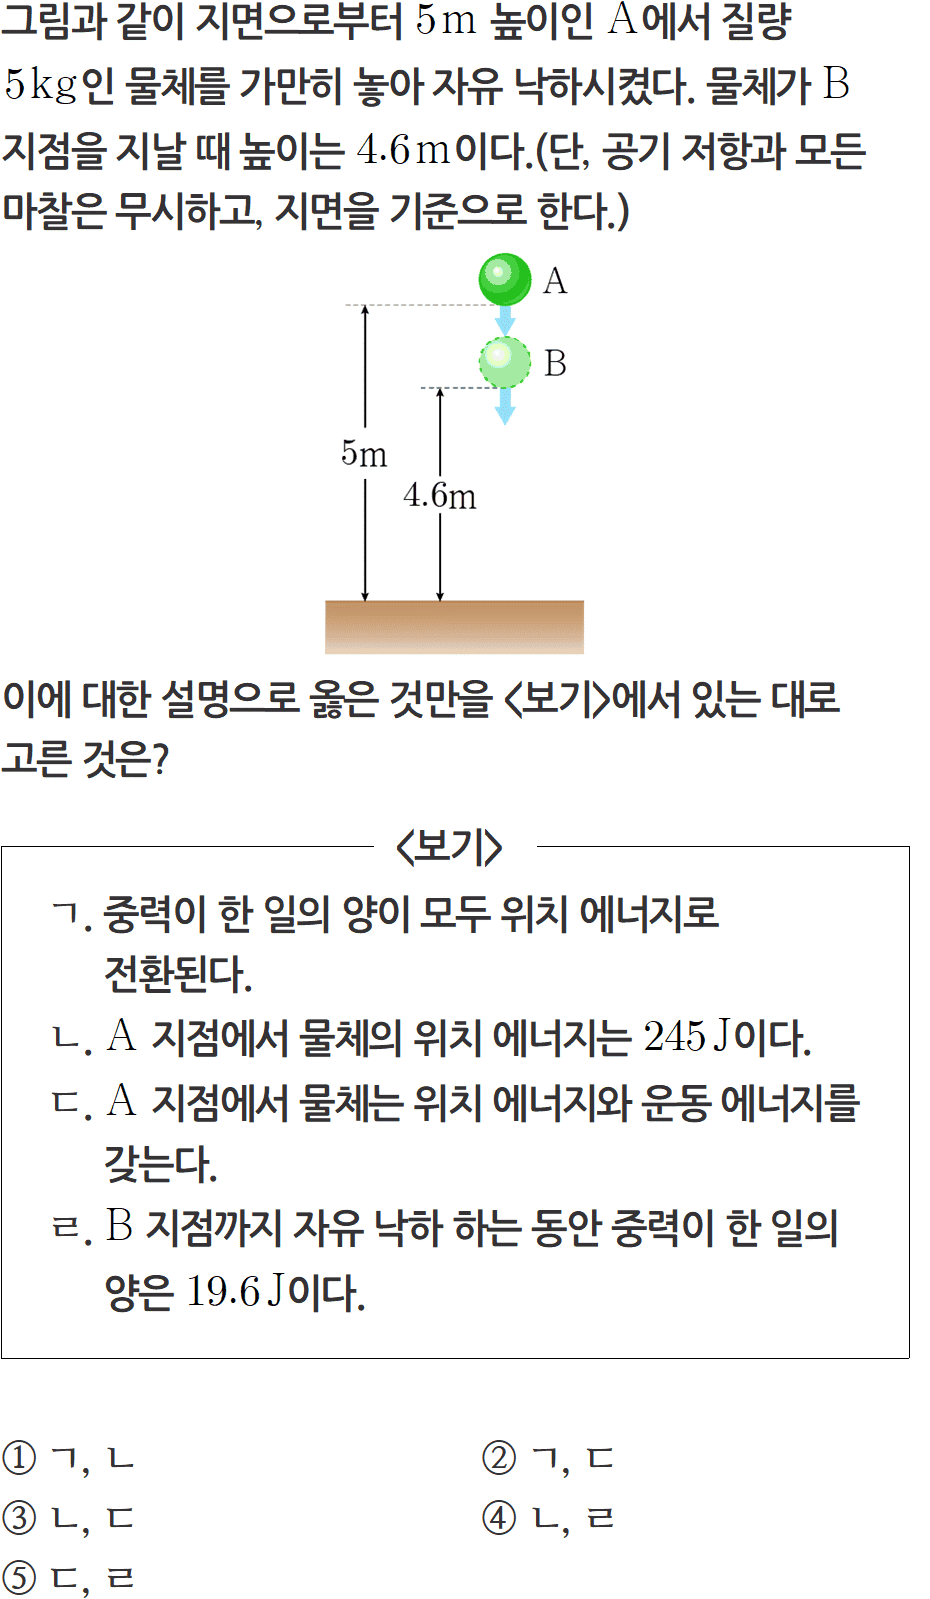 그림과 같이 지면으로부터 5m 높이인 A에서 질량
5kg인 물체를 가만히 놓아 자유 낙하시켰다. 물체가 B
지점을 지날 때 높이는 4.6m이다.(단, 공기 저항과 모든
마찰은 무시하고, 지면을 기준으로 한다.)
A
B
5m
4.6m
이에 대한 설명으로 옳은 것만을 <보기>에서 있는 대로
고른 것은?
<보기>
ㄱ. 중력이 한 일의 양이 모두 위치 에너지로
전환된다.
ㄴ. A 지점에서 물체의 위치 에너지는 245J이다.
ㄷ. A 지점에서 물체는 위치 에너지와 운동 에너지를
갖는다.
ㄹ. B 지점까지 자유 낙하 하는 동안 중력이 한 일의
양은 19.6J이다.
① ㄱ, ㄴ ② ㄱ, ㄷ
③ ㄴ, ㄷ ④ ㄴ, ㄹ
⑤ ㄷ, ㄹ